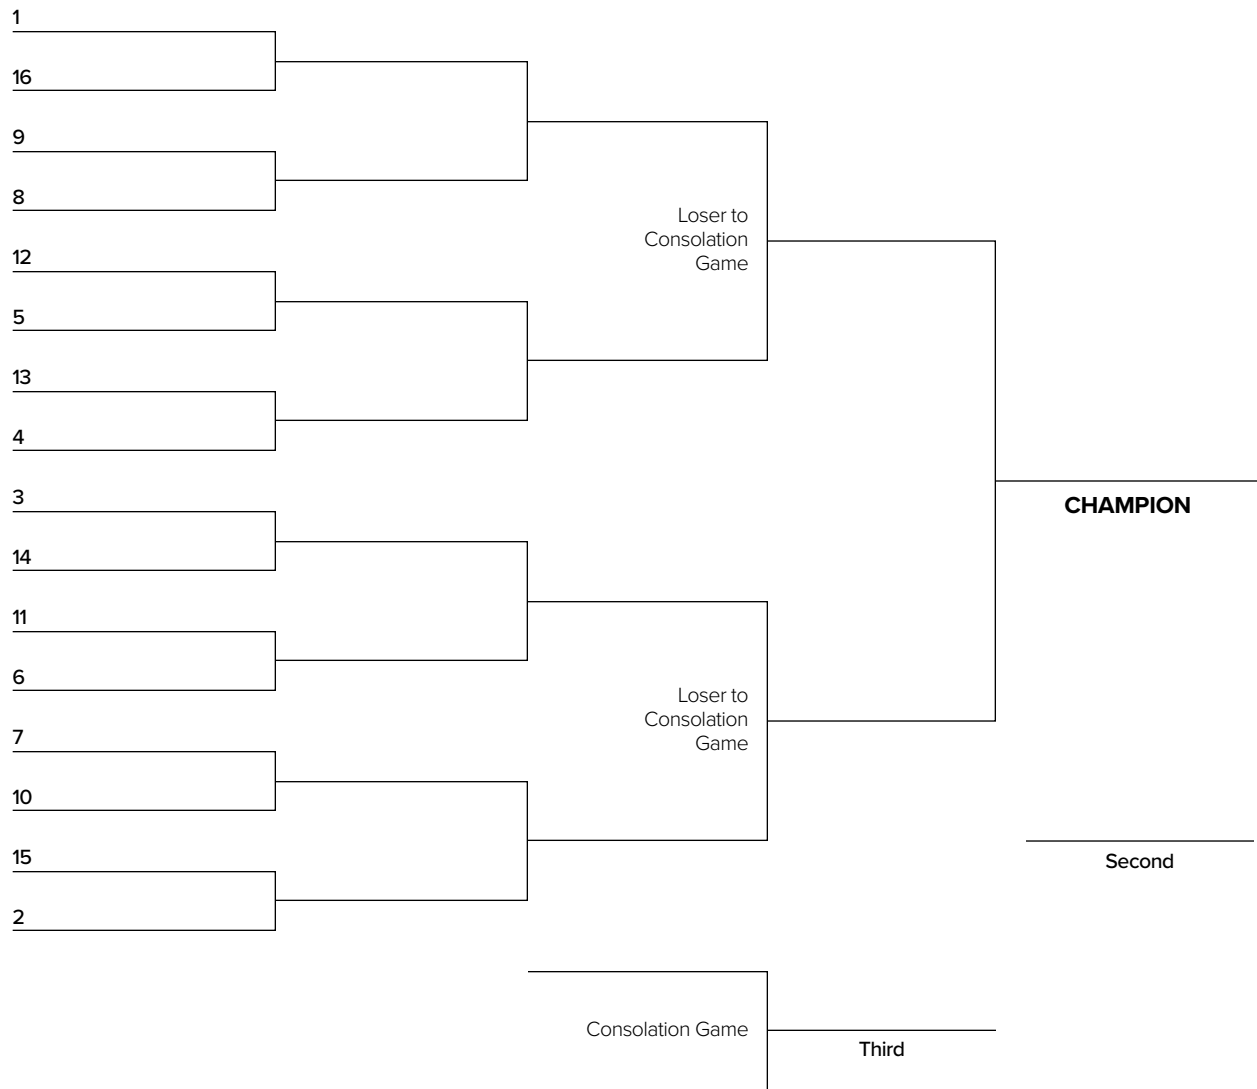 1
16
9
8
Loser to
Consolation
Game
12
5
13
4
3
CHAMPION
14
11
6
Loser to
Consolation
Game
7
10
15
Second
2
Consolation Game
Third